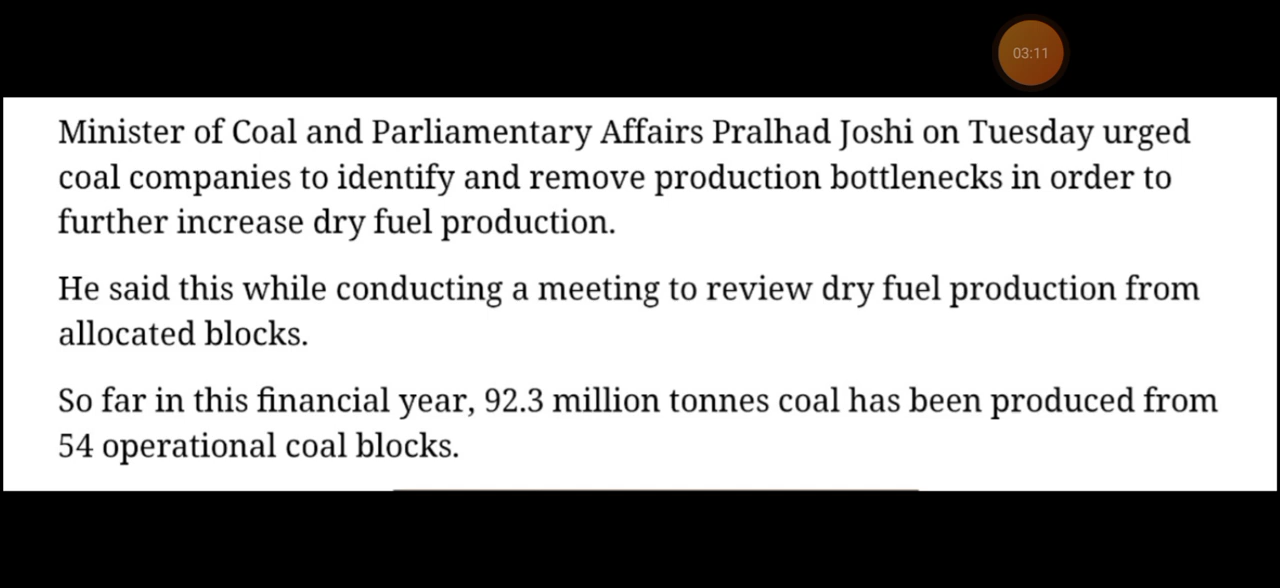 03:11
Minister of Coal and Parliamentary Affairs Pralhad Joshi on Tuesday urged
coal companies to identify and remove production bottlenecks in order to
further increase dry fuel production.
He said this while conducting a meeting to review dry fuel production from
allocated blocks.
So far in this financial year, 92.3 million tonnes coal has been produced from
54 operational coal blocks.